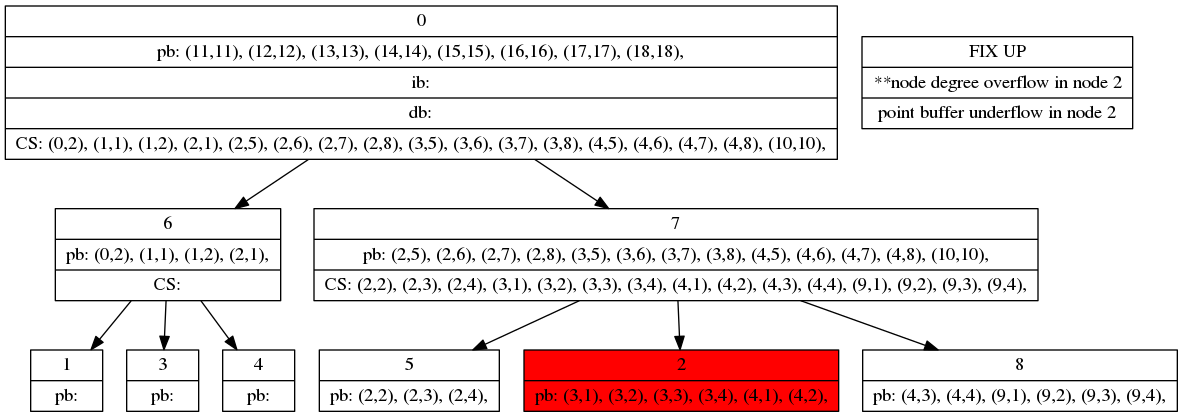 0
pb: (11,11), (12,12), (13,13), (14,14), (15,15), (16,16), (17,17), (18,18),
ib:
db:
CS: (0,2), (1,1), (1,2), (2,1), (2,5), (2,6), (2,7), (2,8), (3,5), (3,6), (3,7), (3,8), (4,5), (4,6), (4,7), (4,8), (10,10),
FIX UP
**node degree overflow in node 2
point buffer underflow in node 2
6
pb: (0,2), (1,1), (1,2), (2,1),
CS:
7
pb: (2,5), (2,6), (2,7), (2,8), (3,5), (3,6), (3,7), (3,8), (4,5), (4,6), (4,7), (4,8), (10,10),
CS: (2,2), (2,3), (2,4), (3,1), (3,2), (3,3), (3,4), (4,1), (4,2), (4,3), (4,4), (9,1), (9,2), (9,3), (9,4),
1
pb:
3
pb:
4
pb:
5
pb: (2,2), (2,3), (2,4),
2
pb: (3,1), (3,2), (3,3), (3,4), (4,1), (4,2),
8
pb: (4,3), (4,4), (9,1), (9,2), (9,3), (9,4),